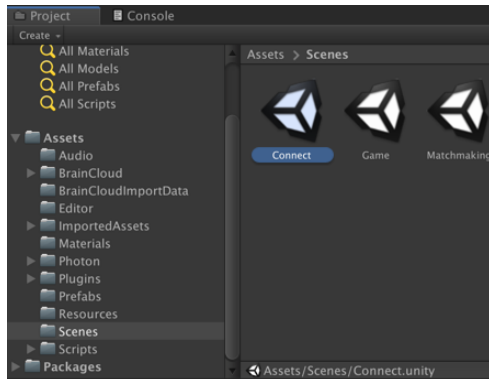 Project
Console
Create
All Materials
All Models
All Prefabs
All Scripts
Assets
Audio
BrainCloud
BrainCloudImportData
Editor
ImportedAssets
Materials
Photon
Plugins
Prefabs
Resources
Scenes
Scripts
Packages
Assets > Scenes
Connect
Game
Matchmaking
Assets/Scenes/Connect.unity